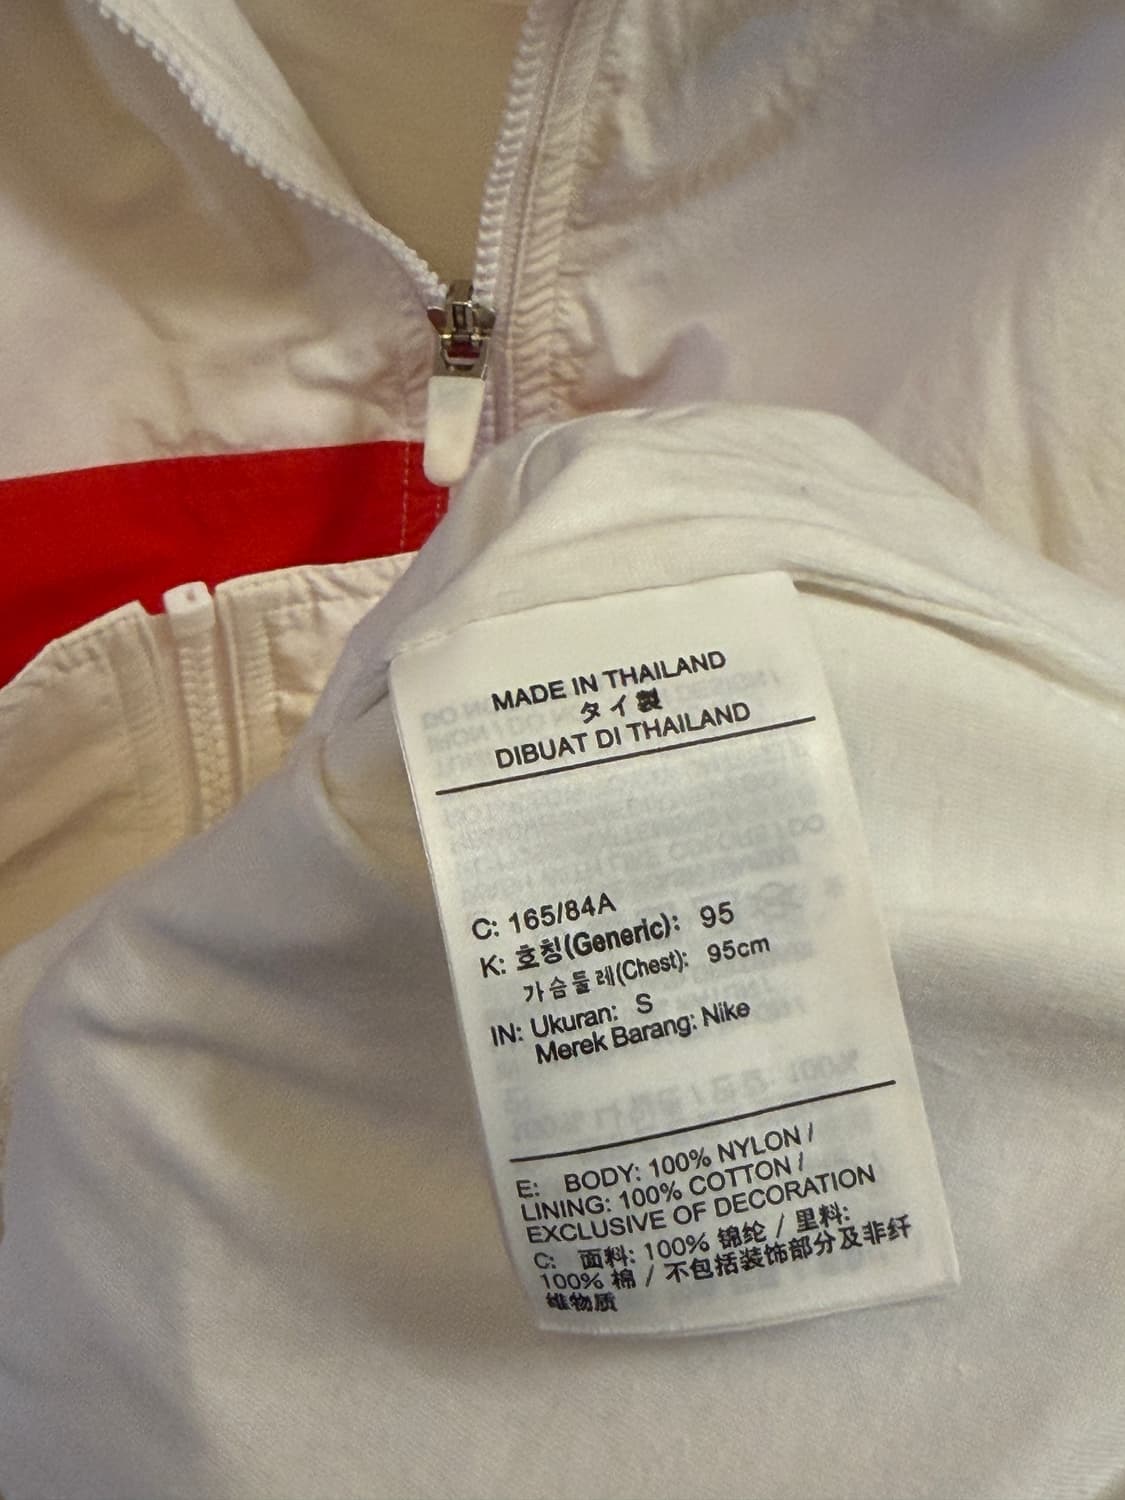 MADE IN THAILAND
タイ製
DIBUAT DI THAILAND
C: 165/84A
K: 호칭(Generic): 95
가슴둘레(Chest): 95cm
IN: Ukuran: S
Merek Barang: Nike
E: BODY: 100% NYLON /
LINING: 100% COTTON /
EXCLUSIVE OF DECORATION
C: 面料: 100% 锦纶 / 里料:
100% 棉 / 不包括装饰部分及非纤
维物质